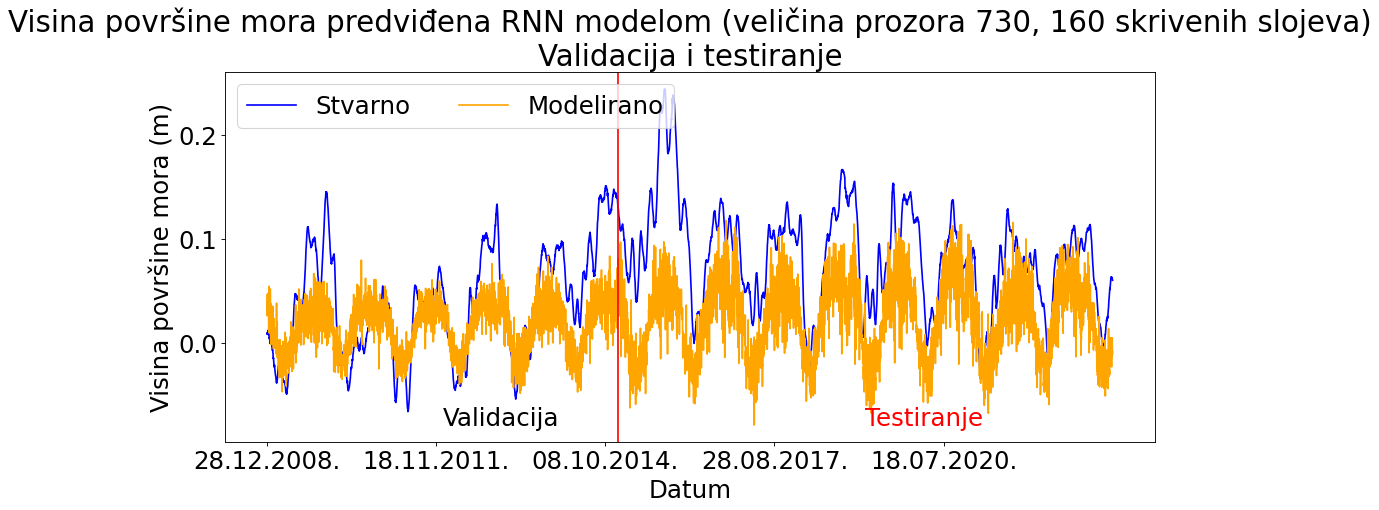 Visina površine mora predviđena RNN modelom (veličina prozora 730, 160 skrivenih slojeva)
Validacija i testiranje
Stvarno Modelirano
Visina površine mora (m)
0.2
0.1
0.0
Validacija Testiranje
28.12.2008. 18.11.2011. 08.10.2014. 28.08.2017. 18.07.2020.
Datum